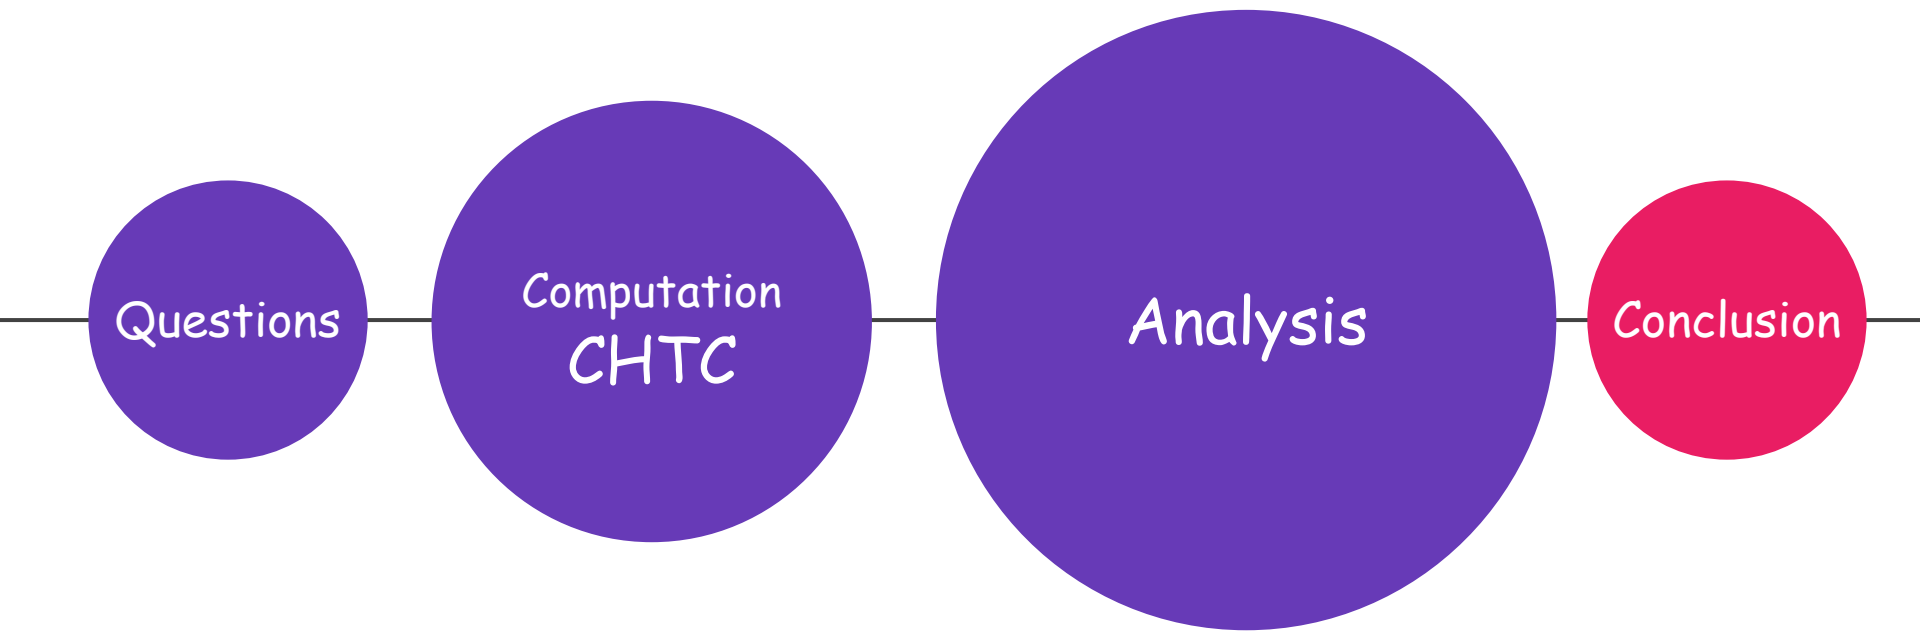 Questions
Computation
CHTC
Analysis
Conclusion